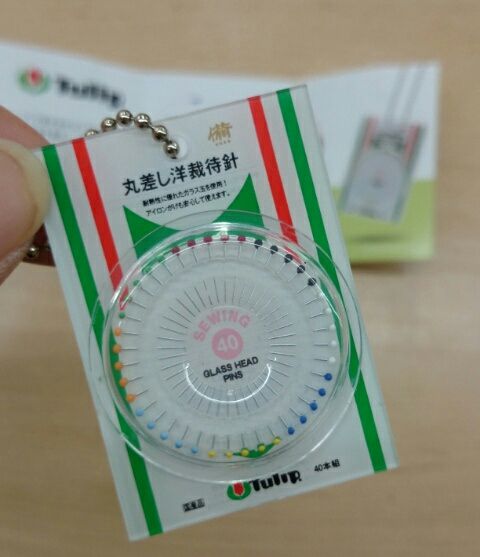 Tulip
丸差し洋裁待針
耐熱性に優れたガラス玉を使用!
アイロンがけも安心して使えます。
SEWING
40
GLASS HEAD
PINS
国産品
Tulip
40本組